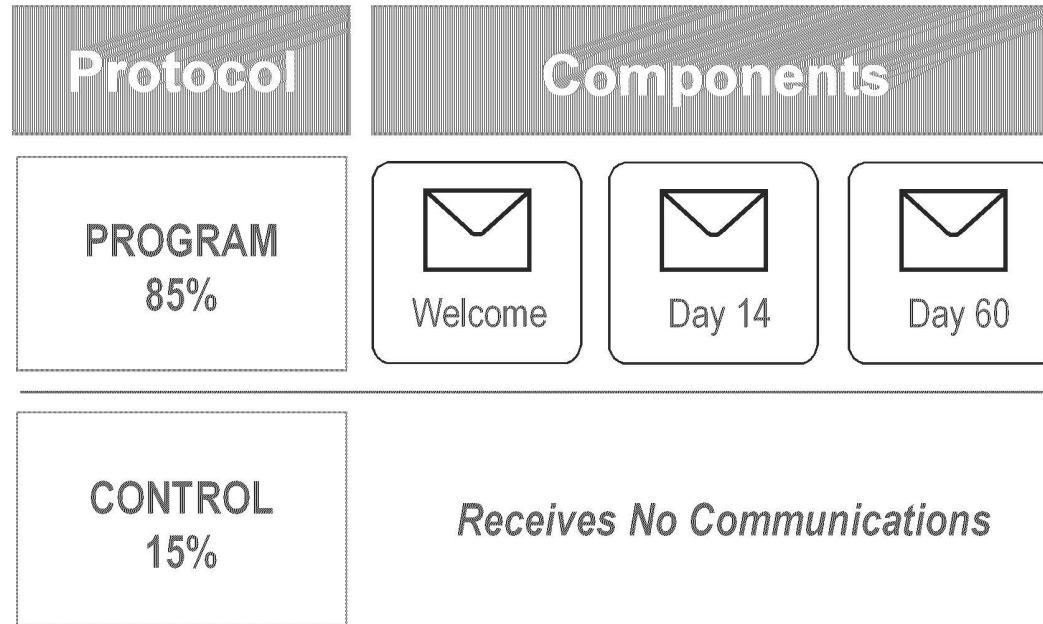 Protocol
Components
PROGRAM
85%
Welcome
Day 14
Day 60
CONTROL
15%
Receives No Communications